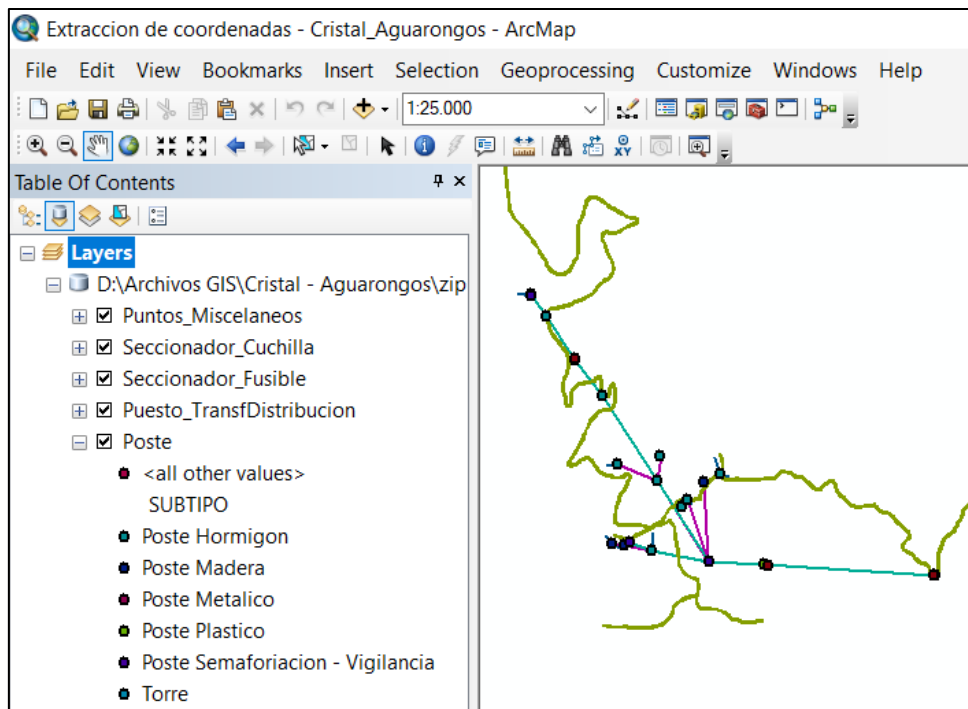 Extraccion de coordenadas - Cristal_Aguarongos - ArcMap
File Edit View Bookmarks Insert Selection Geoprocessing Customize Windows Help
1:25.000
XY
Table Of Contents
Layers
D:\Archivos GIS\Cristal - Aguarongos\zip
Puntos_Miscelaneos
Seccionador_Cuchilla
Seccionador_Fusible
Puesto_TransfDistribucion
Poste
<all other values>
SUBTIPO
Poste Hormigon
Poste Madera
Poste Metalico
Poste Plastico
Poste Semaforiacion - Vigilancia
Torre